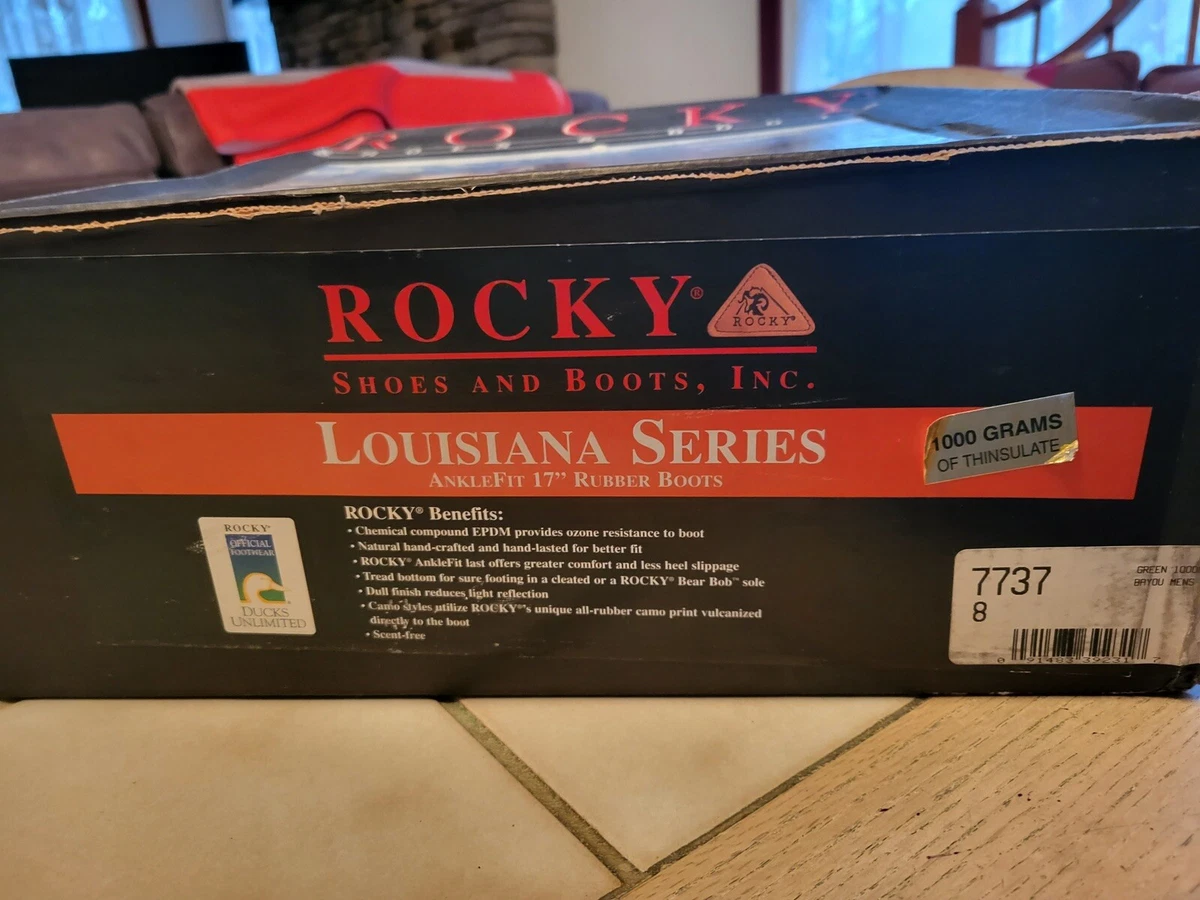 ROCKY
ROCKY®
ROCKY®
SHOES AND BOOTS, INC.
LOUISIANA SERIES
ANKLEFIT 17” RUBBER BOOTS
1000 GRAMS
OF THINSULATE
ROCKY® Benefits:
• Chemical compound EPDM provides ozone resistance to boot
• Natural hand-crafted and hand-lasted for better fit
• ROCKY® AnkleFit last offers greater comfort and less heel slippage
• Tread bottom for sure footing in a cleated or a ROCKY® Bear Bob™ sole
• Dull finish reduces light reflection
• Camo styles utilize ROCKY®'s unique all-rubber camo print vulcanized
directly to the boot
• Scent-free
ROCKY®
OFFICIAL
FOOTWEAR
DUCKS
UNLIMITED
7737
8
GREEN 1000
BAYOU MENS
0 91483 39231 7